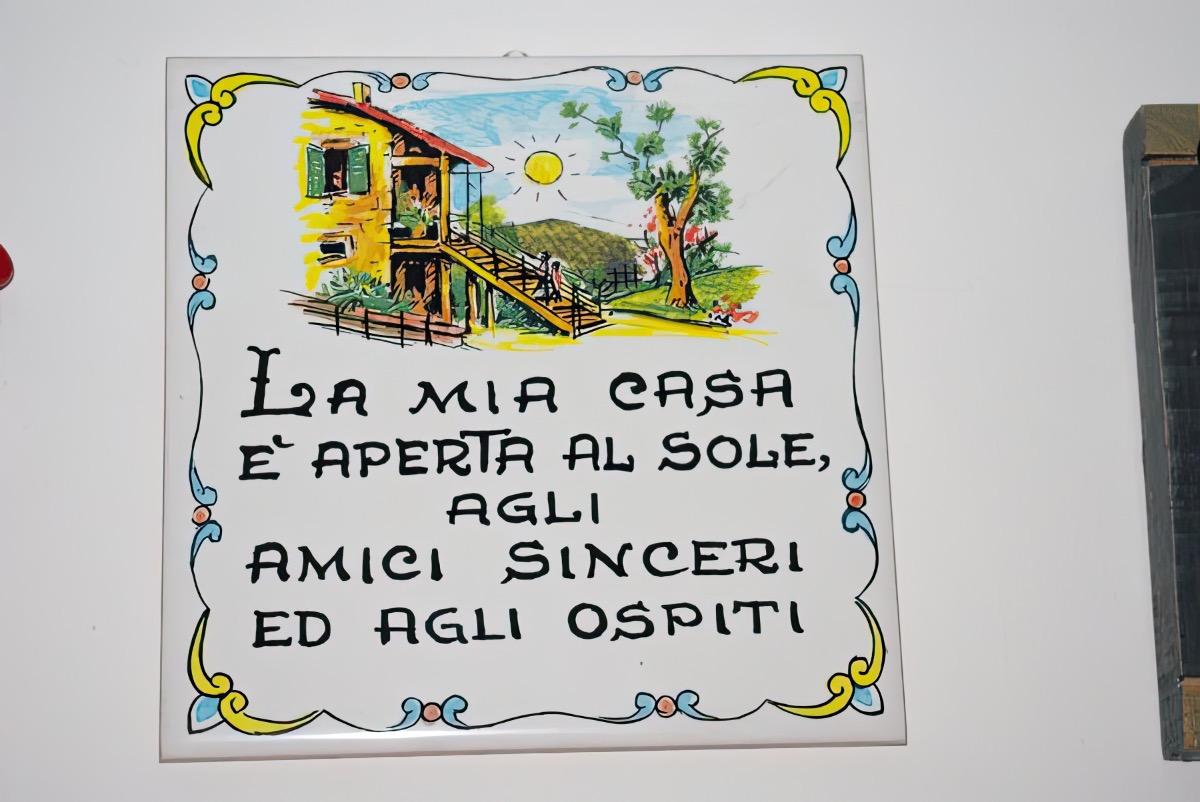 LA MIA CASA
E` APERTA AL SOLE,
AGLI
AMICI SINCERI
ED AGLI OSPITI